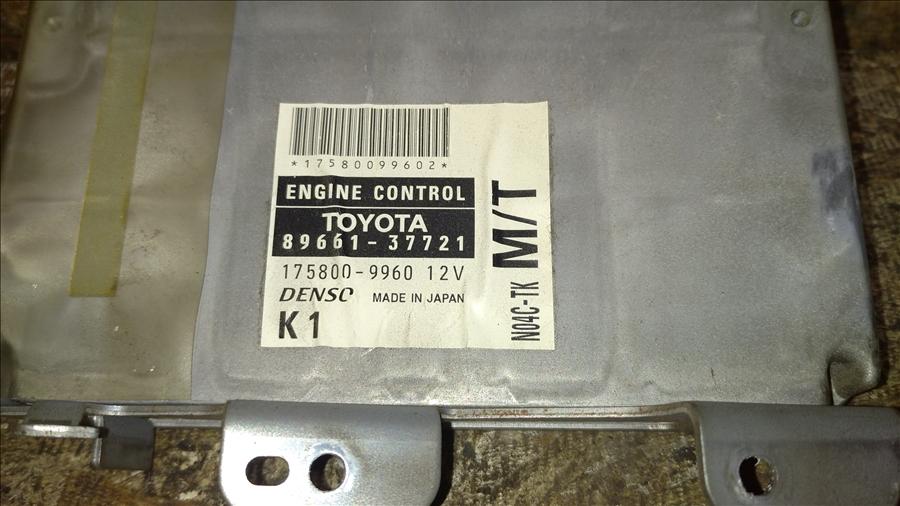 *17580099602*
ENGINE CONTROL
TOYOTA
89661-37721
175800-9960 12V
DENSO MADE IN JAPAN
K1
N04C-TK M/T